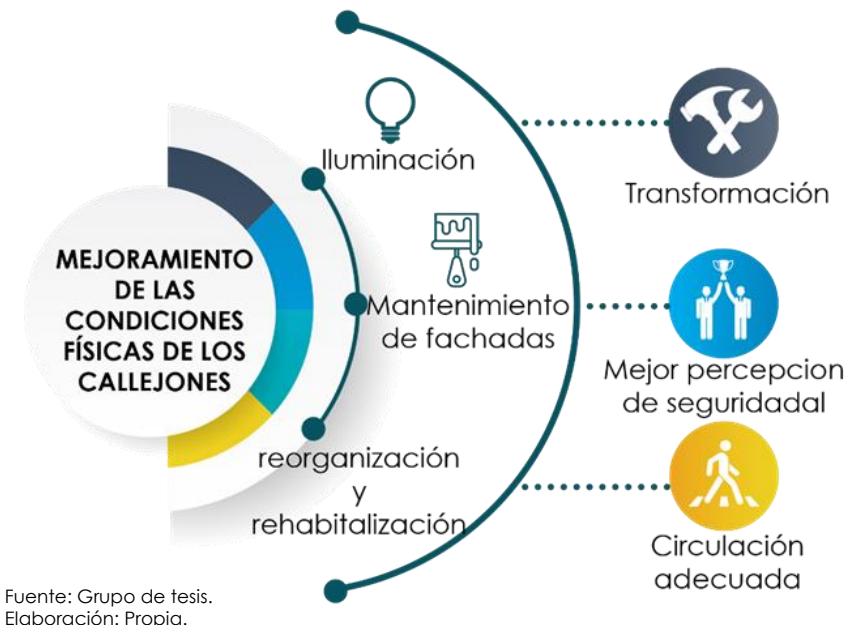 MEJORAMIENTO
DE LAS
CONDICIONES
FÍSICAS DE LOS
CALLEJONES
Iluminación
Mantenimiento
de fachadas
reorganización
y
rehabitalización
Transformación
Mejor percepcion
de seguridadal
Circulación
adecuada
Fuente: Grupo de tesis.
Elaboración: Propia.